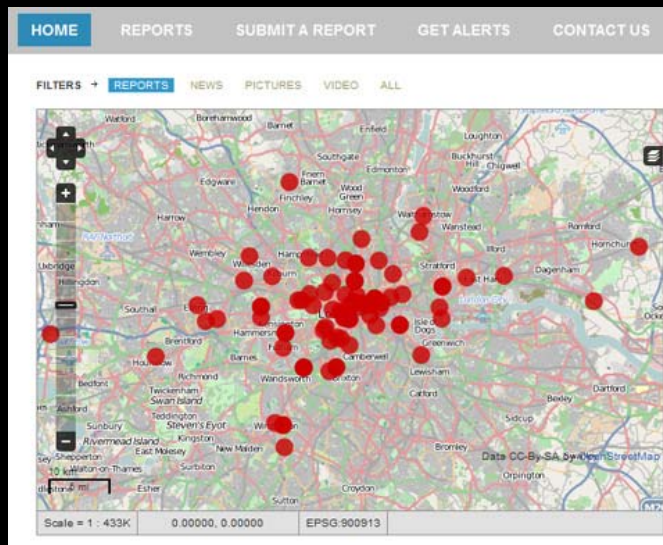 HOME REPORTS SUBMIT A REPORT GET ALERTS CONTACT US
FILTERS → REPORTS NEWS PICTURES VIDEO ALL
Watford Borehamwood Enfield
Barnet Loughton
Southgate Buckhurst Hill Chigwell
Edgware Friern Barnet Edmonton
Finchley Wood Green Woodford
Harrow Hendon Hornsey
Wanstead Romford
Wembley Ilford Hornchurch
Uxbridge Stratford Dagenham
Hillingdon
Southall
Brentford Isle of Dogs
Barnes Camberwell Greenwich
Richmond Wandsworth Lewisham
Bedfont Twickenham Catford Dartford
Ashford Swan Island Bexley
Teddington
Sunbury Steven's Eyot Sidcup
Rivermead Island Kingston
Shepperton East Molesey New Malden Bromley
Walton-on-Thames Surbiton Data CC-By-SA by OpenStreetMap
10 km Orpington
5 mi Esher Croydon
Sutton
Scale = 1 : 433K 0.00000, 0.00000 EPSG:900913